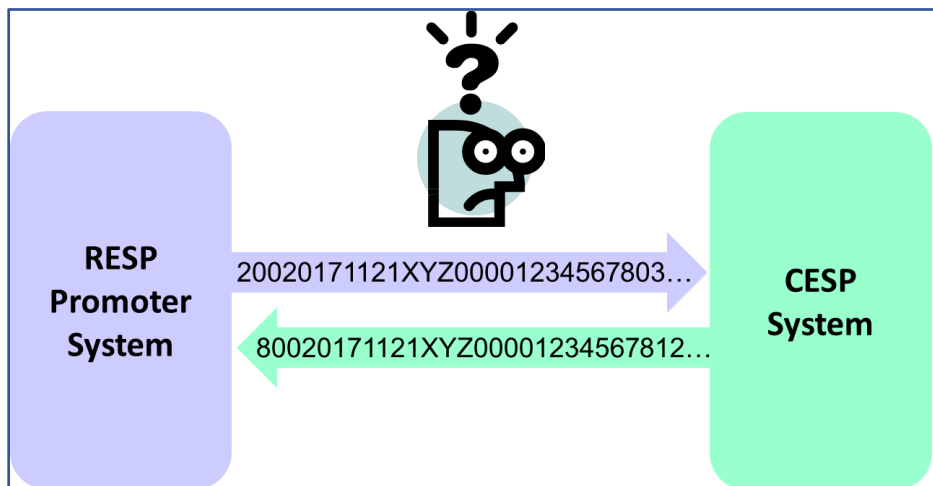 ?
RESP
Promoter
System
20020171121XYZ00001234567803…
80020171121XYZ00001234567812…
CESP
System